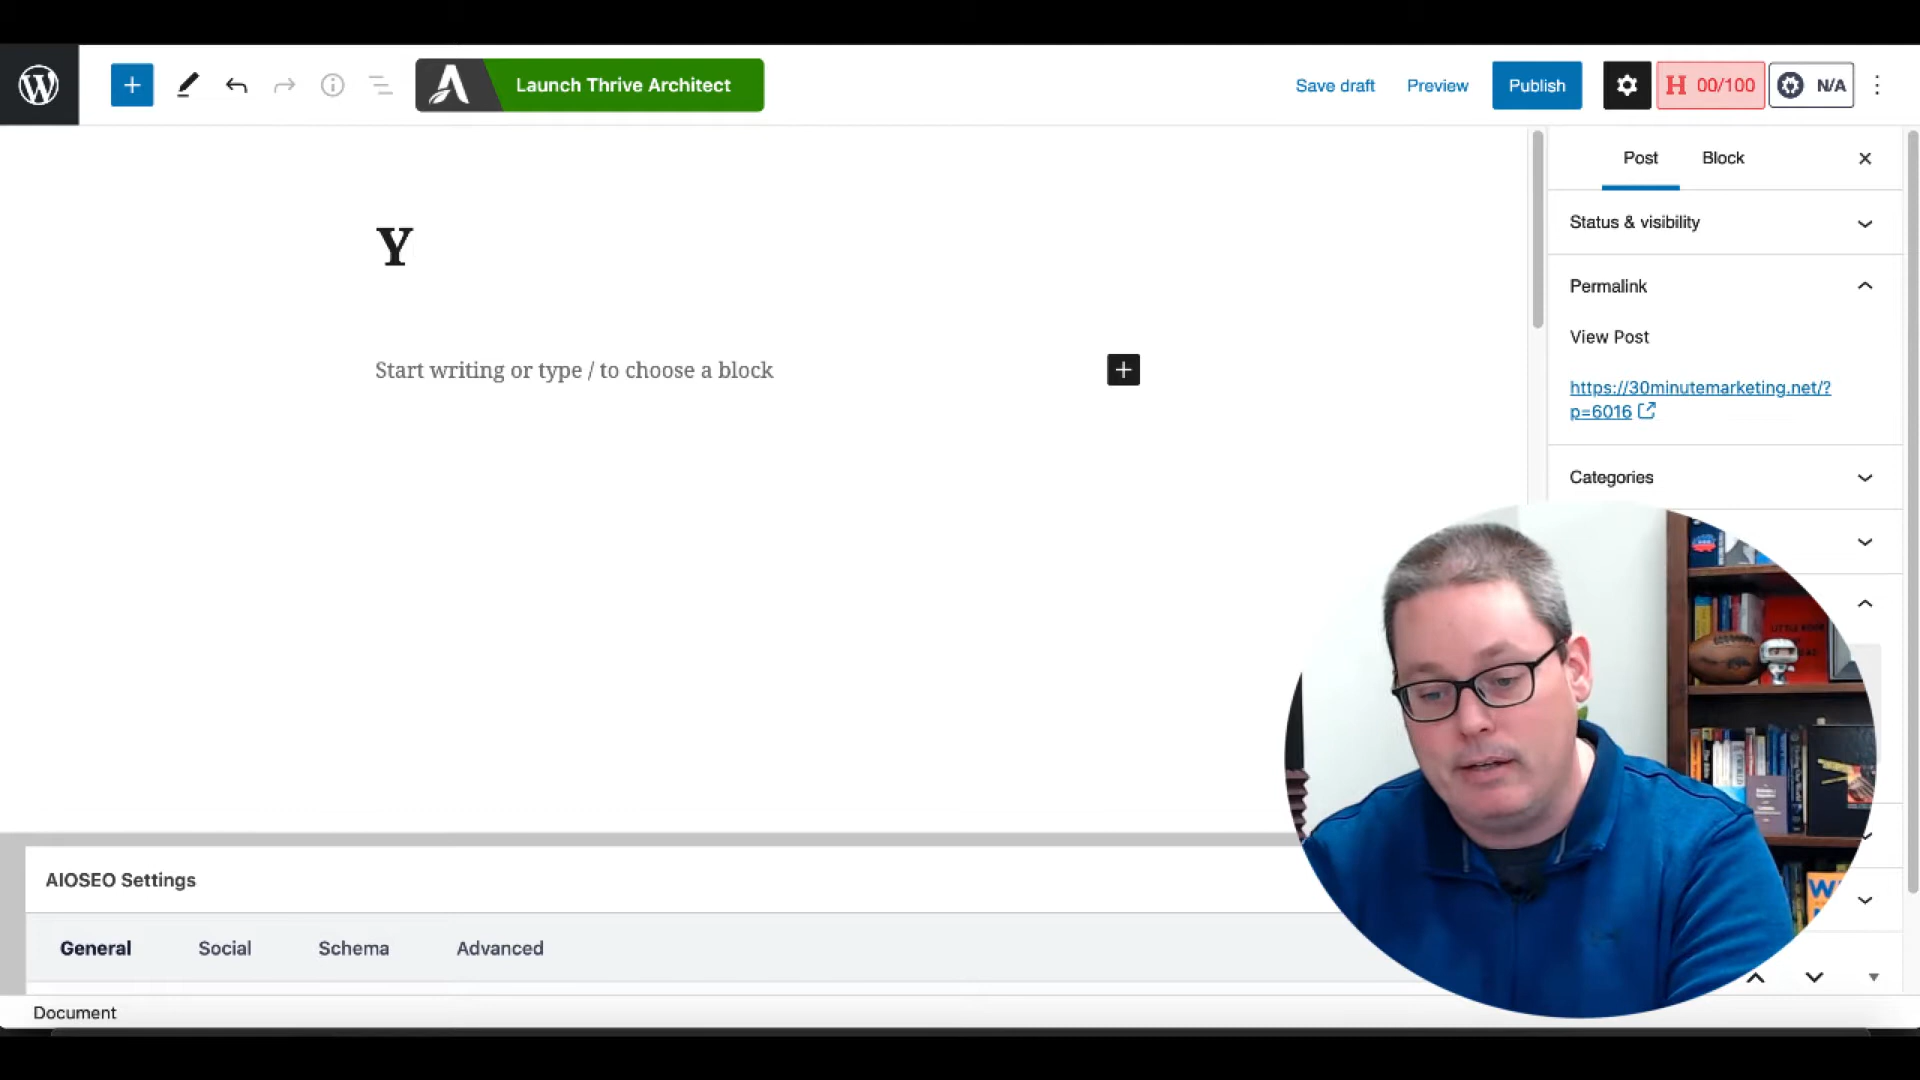 Launch Thrive Architect
Save draft
Preview
Publish
H 00/100
N/A
Post
Block
Y
Status & visibility
Permalink
View Post
https://30minutemarketing.net/?
p=6016
Start writing or type / to choose a block
Categories
AIOSEO Settings
General
Social
Schema
Advanced
Document